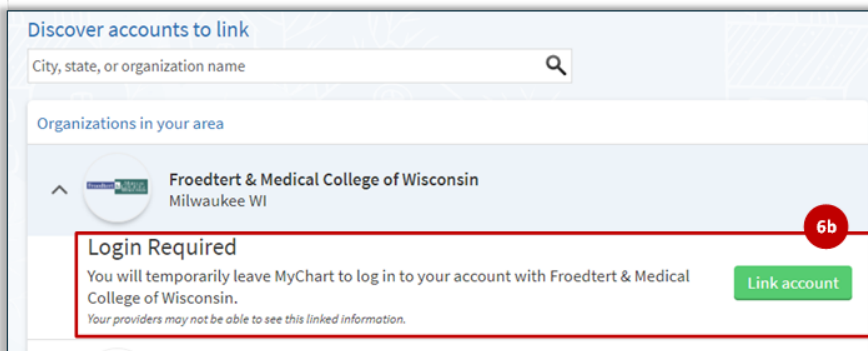 Discover accounts to link
City, state, or organization name
Organizations in your area
Froedtert & Medical College of Wisconsin
Milwaukee WI
6b
Login Required
You will temporarily leave MyChart to log in to your account with Froedtert & Medical
College of Wisconsin.
Link account
Your providers may not be able to see this linked information.